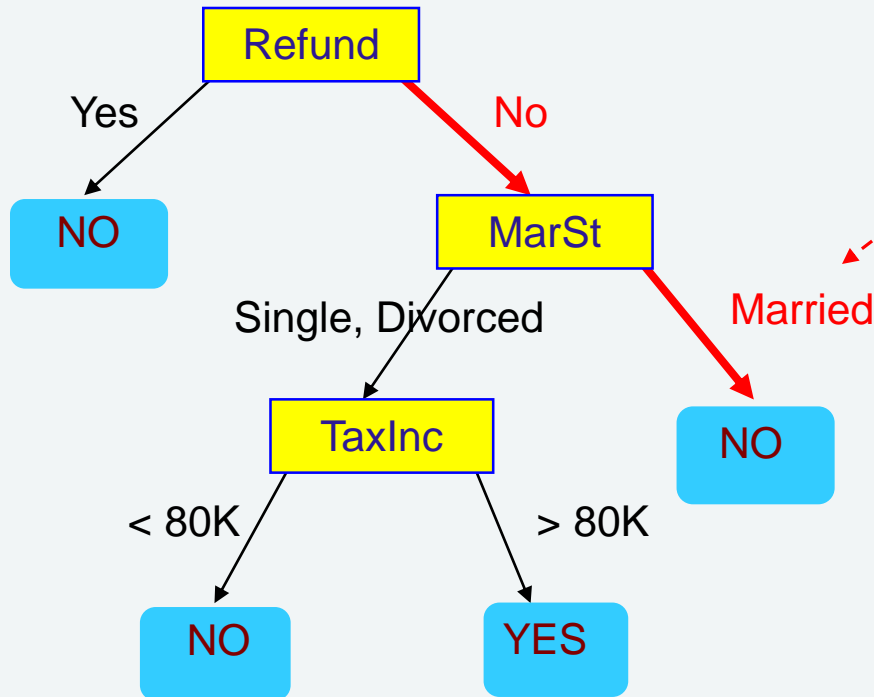 Refund
Yes
No
NO
MarSt
Single, Divorced
Married
TaxInc
NO
< 80K
> 80K
NO
YES